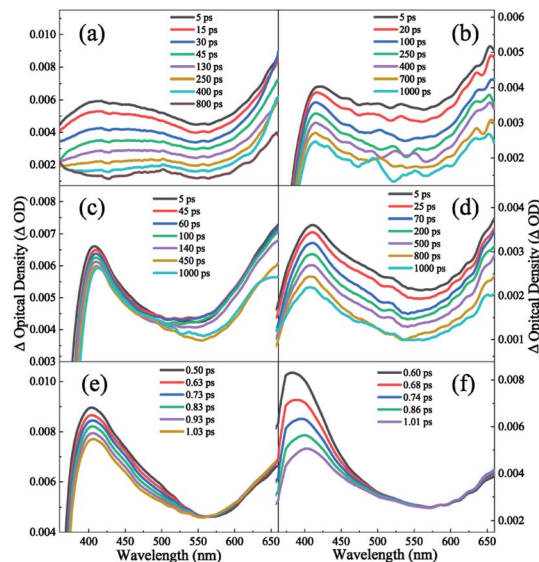 (a)
5 ps
15 ps
30 ps
45 ps
130 ps
250 ps
400 ps
800 ps
0.010
0.008
0.006
0.004
0.002
(b)
5 ps
20 ps
100 ps
250 ps
400 ps
700 ps
1000 ps
0.006
0.005
0.004
0.003
0.002
(c)
5 ps
45 ps
60 ps
100 ps
140 ps
450 ps
1000 ps
0.008
0.007
0.006
0.005
0.004
0.003
(d)
5 ps
25 ps
70 ps
200 ps
500 ps
800 ps
1000 ps
0.004
0.003
0.002
0.001
(e)
0.50 ps
0.63 ps
0.73 ps
0.83 ps
0.93 ps
1.03 ps
0.010
0.008
0.006
0.004
(f)
0.60 ps
0.68 ps
0.74 ps
0.86 ps
1.01 ps
0.008
0.006
0.004
0.002
Δ Opitcal Density (Δ OD)
Δ Opitcal Density (Δ OD)
400 450 500 550 600 650
400 450 500 550 600 650
Wavelength (nm)
Wavelength (nm)